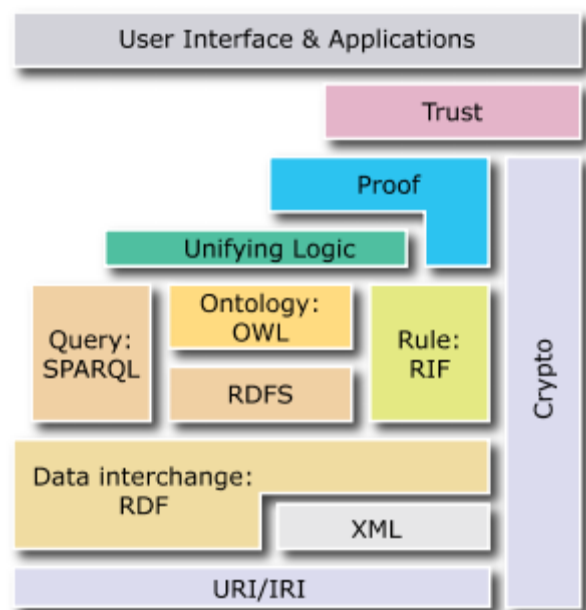 User Interface & Applications
Trust
Proof
Unifying Logic
Ontology:
OWL
Query:
SPARQL
Rule:
RIF
RDFS
Crypto
Data interchange:
RDF
XML
URI/IRI